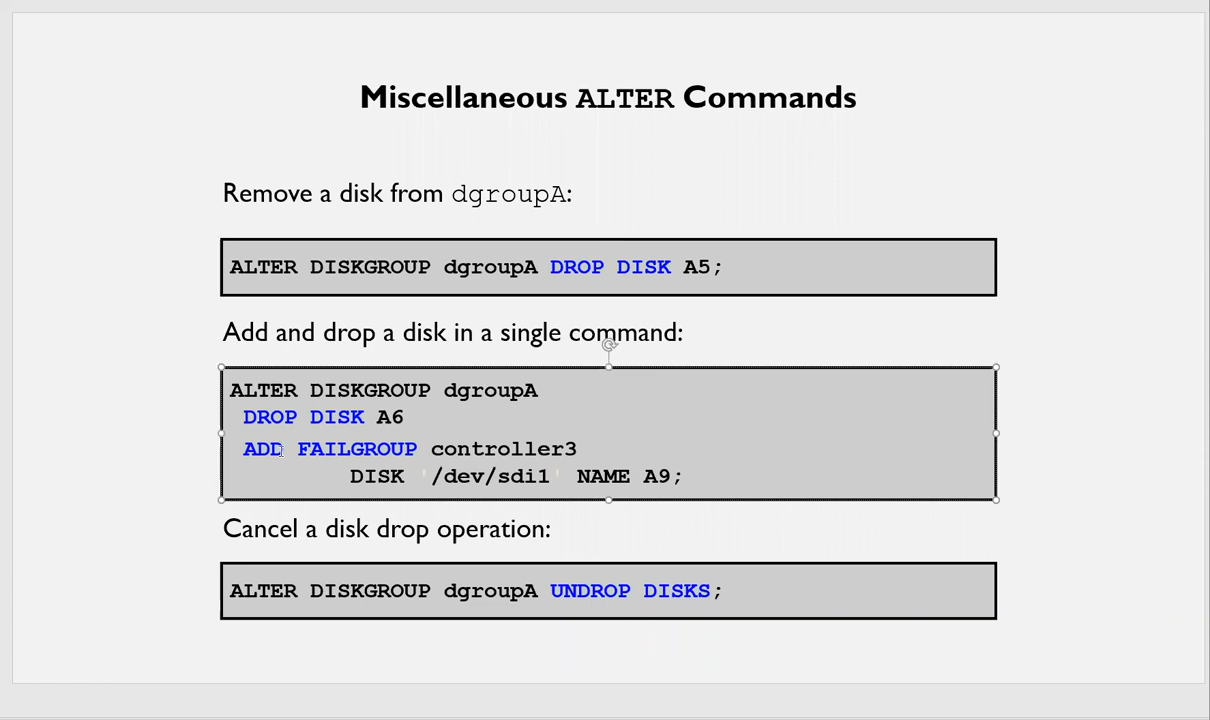 Miscellaneous ALTER Commands
Remove a disk from dgroupA:
ALTER DISKGROUP dgroupA DROP DISK A5;
Add and drop a disk in a single command:
ALTER DISKGROUP dgroupA
DROP DISK A6
ADD FAILGROUP controller3
DISK '/dev/sdi1' NAME A9;
Cancel a disk drop operation:
ALTER DISKGROUP dgroupA UNDROP DISKS;